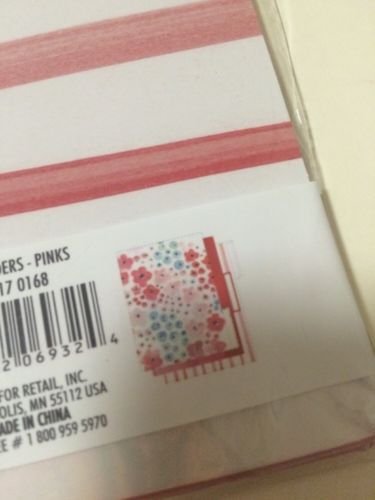 DERS - PINKS
17 0168
2 06932 4
FOR RETAIL, INC.
OLIS, MN 55112 USA
ADE IN CHINA
E # 1 800 959 5970